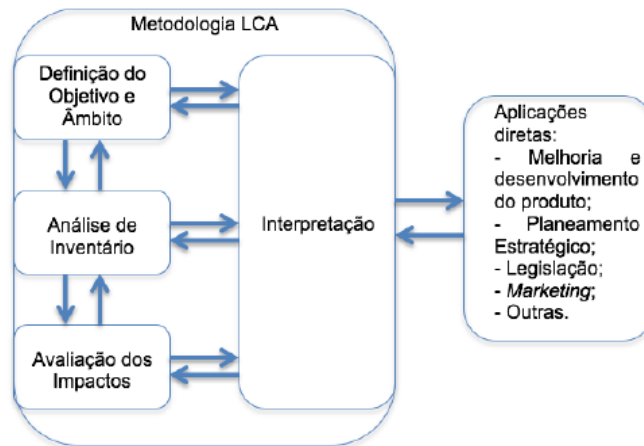 Metodologia LCA
Definição do
Objetivo e
Âmbito
Análise de
Inventário
Avaliação dos
Impactos
Interpretação
Aplicações
diretas:
- Melhoria e
desenvolvimento
do produto;
- Planeamento
Estratégico;
- Legislação;
- Marketing;
- Outras.